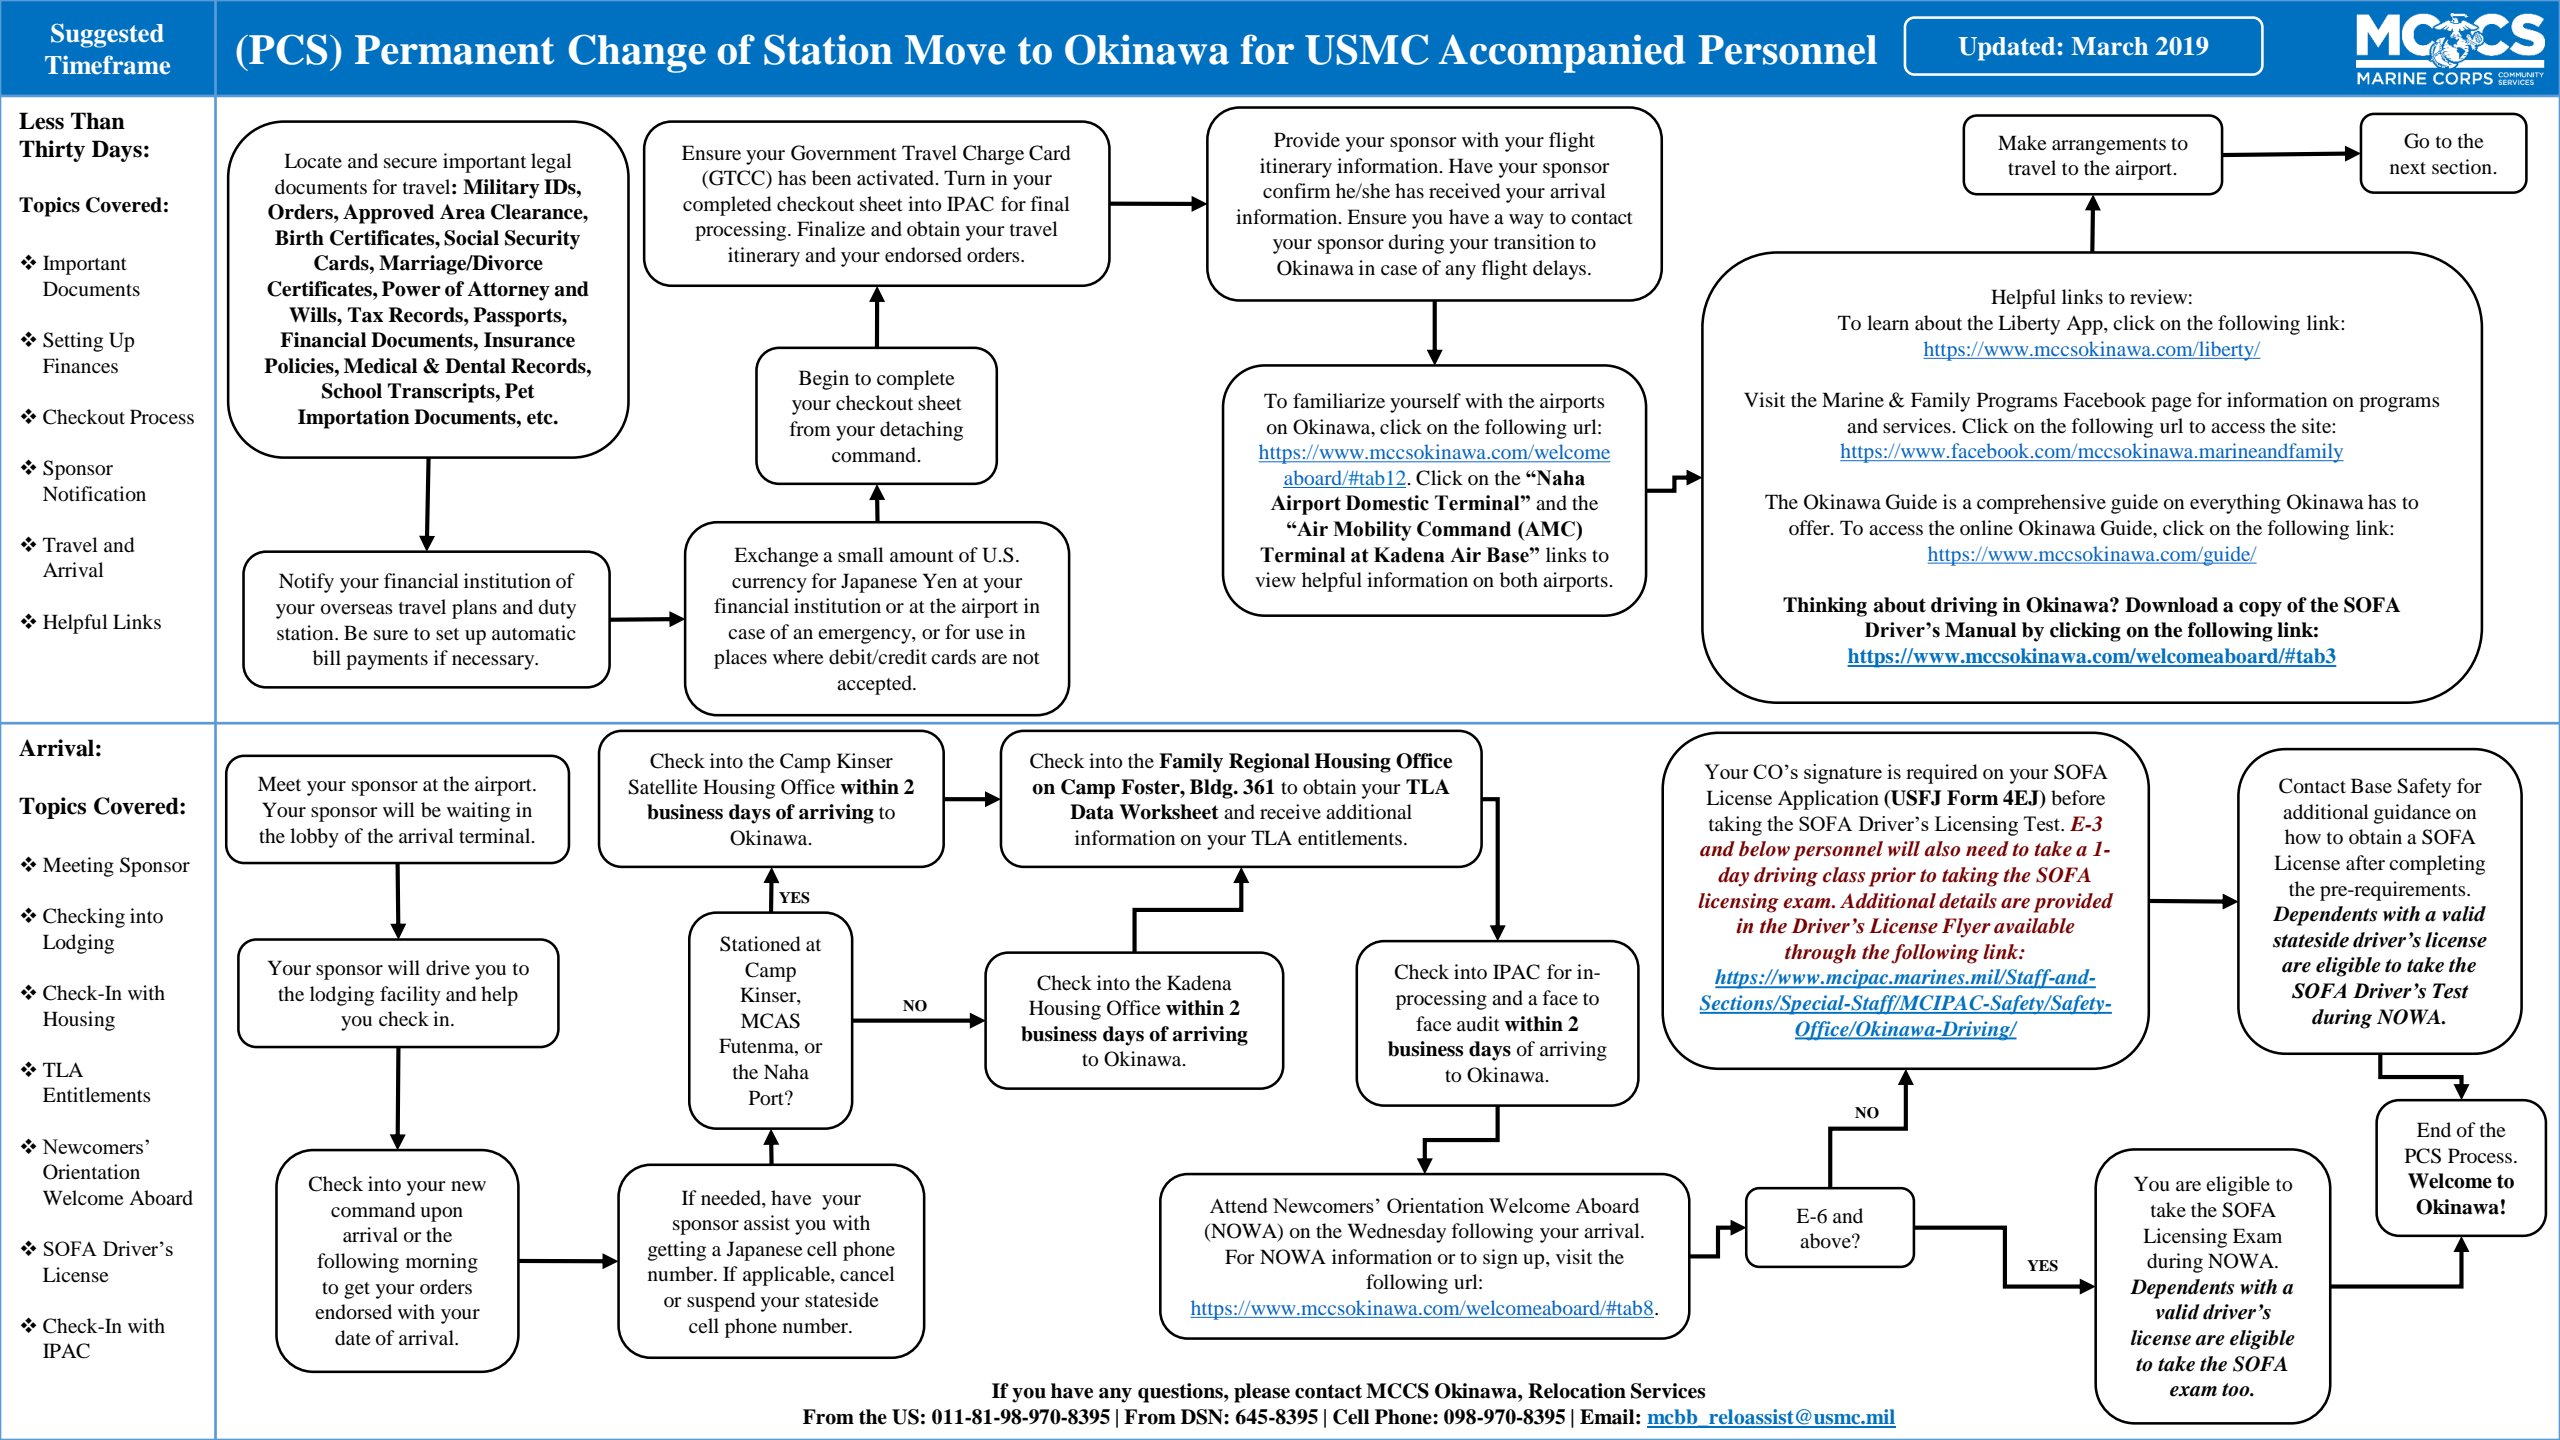 Suggested
Timeframe
(PCS) Permanent Change of Station Move to Okinawa for USMC Accompanied Personnel
Updated: March 2019
MCCS
MARINE CORPS COMMUNITY SERVICES
Less Than
Thirty Days:
Topics Covered:
❖ Important
Documents
❖ Setting Up
Finances
❖ Checkout Process
❖ Sponsor
Notification
❖ Travel and
Arrival
❖ Helpful Links
Locate and secure important legal
documents for travel: Military IDs,
Orders, Approved Area Clearance,
Birth Certificates, Social Security
Cards, Marriage/Divorce
Certificates, Power of Attorney and
Wills, Tax Records, Passports,
Financial Documents, Insurance
Policies, Medical & Dental Records,
School Transcripts, Pet
Importation Documents, etc.
Notify your financial institution of
your overseas travel plans and duty
station. Be sure to set up automatic
bill payments if necessary.
Exchange a small amount of U.S.
currency for Japanese Yen at your
financial institution or at the airport in
case of an emergency, or for use in
places where debit/credit cards are not
accepted.
Begin to complete
your checkout sheet
from your detaching
command.
Ensure your Government Travel Charge Card
(GTCC) has been activated. Turn in your
completed checkout sheet into IPAC for final
processing. Finalize and obtain your travel
itinerary and your endorsed orders.
Provide your sponsor with your flight
itinerary information. Have your sponsor
confirm he/she has received your arrival
information. Ensure you have a way to contact
your sponsor during your transition to
Okinawa in case of any flight delays.
To familiarize yourself with the airports
on Okinawa, click on the following url:
https://www.mccsokinawa.com/welcome
aboard/#tab12. Click on the “Naha
Airport Domestic Terminal” and the
“Air Mobility Command (AMC)
Terminal at Kadena Air Base” links to
view helpful information on both airports.
Helpful links to review:
To learn about the Liberty App, click on the following link:
https://www.mccsokinawa.com/liberty/
Visit the Marine & Family Programs Facebook page for information on programs
and services. Click on the following url to access the site:
https://www.facebook.com/mccsokinawa.marineandfamily
The Okinawa Guide is a comprehensive guide on everything Okinawa has to
offer. To access the online Okinawa Guide, click on the following link:
https://www.mccsokinawa.com/guide/
Thinking about driving in Okinawa? Download a copy of the SOFA
Driver’s Manual by clicking on the following link:
https://www.mccsokinawa.com/welcomeaboard/#tab3
Make arrangements to
travel to the airport.
Go to the
next section.
Arrival:
Topics Covered:
❖ Meeting Sponsor
❖ Checking into
Lodging
❖ Check-In with
Housing
❖ TLA
Entitlements
❖ Newcomers’
Orientation
Welcome Aboard
❖ SOFA Driver’s
License
❖ Check-In with
IPAC
Meet your sponsor at the airport.
Your sponsor will be waiting in
the lobby of the arrival terminal.
Your sponsor will drive you to
the lodging facility and help
you check in.
Check into your new
command upon
arrival or the
following morning
to get your orders
endorsed with your
date of arrival.
If needed, have your
sponsor assist you with
getting a Japanese cell phone
number. If applicable, cancel
or suspend your stateside
cell phone number.
Stationed at
Camp
Kinser,
MCAS
Futenma, or
the Naha
Port?
YES
NO
Check into the Camp Kinser
Satellite Housing Office within 2
business days of arriving to
Okinawa.
Check into the Kadena
Housing Office within 2
business days of arriving
to Okinawa.
Check into the Family Regional Housing Office
on Camp Foster, Bldg. 361 to obtain your TLA
Data Worksheet and receive additional
information on your TLA entitlements.
Check into IPAC for in-
processing and a face to
face audit within 2
business days of arriving
to Okinawa.
Attend Newcomers’ Orientation Welcome Aboard
(NOWA) on the Wednesday following your arrival.
For NOWA information or to sign up, visit the
following url:
https://www.mccsokinawa.com/welcomeaboard/#tab8.
E-6 and
above?
NO
YES
Your CO’s signature is required on your SOFA
License Application (USFJ Form 4EJ) before
taking the SOFA Driver’s Licensing Test. E-3
and below personnel will also need to take a 1-
day driving class prior to taking the SOFA
licensing exam. Additional details are provided
in the Driver’s License Flyer available
through the following link:
https://www.mcipac.marines.mil/Staff-and-
Sections/Special-Staff/MCIPAC-Safety/Safety-
Office/Okinawa-Driving/
Contact Base Safety for
additional guidance on
how to obtain a SOFA
License after completing
the pre-requirements.
Dependents with a valid
stateside driver’s license
are eligible to take the
SOFA Driver’s Test
during NOWA.
You are eligible to
take the SOFA
Licensing Exam
during NOWA.
Dependents with a
valid driver’s
license are eligible
to take the SOFA
exam too.
End of the
PCS Process.
Welcome to
Okinawa!
If you have any questions, please contact MCCS Okinawa, Relocation Services
From the US: 011-81-98-970-8395 | From DSN: 645-8395 | Cell Phone: 098-970-8395 | Email: mcbb_reloassist@usmc.mil